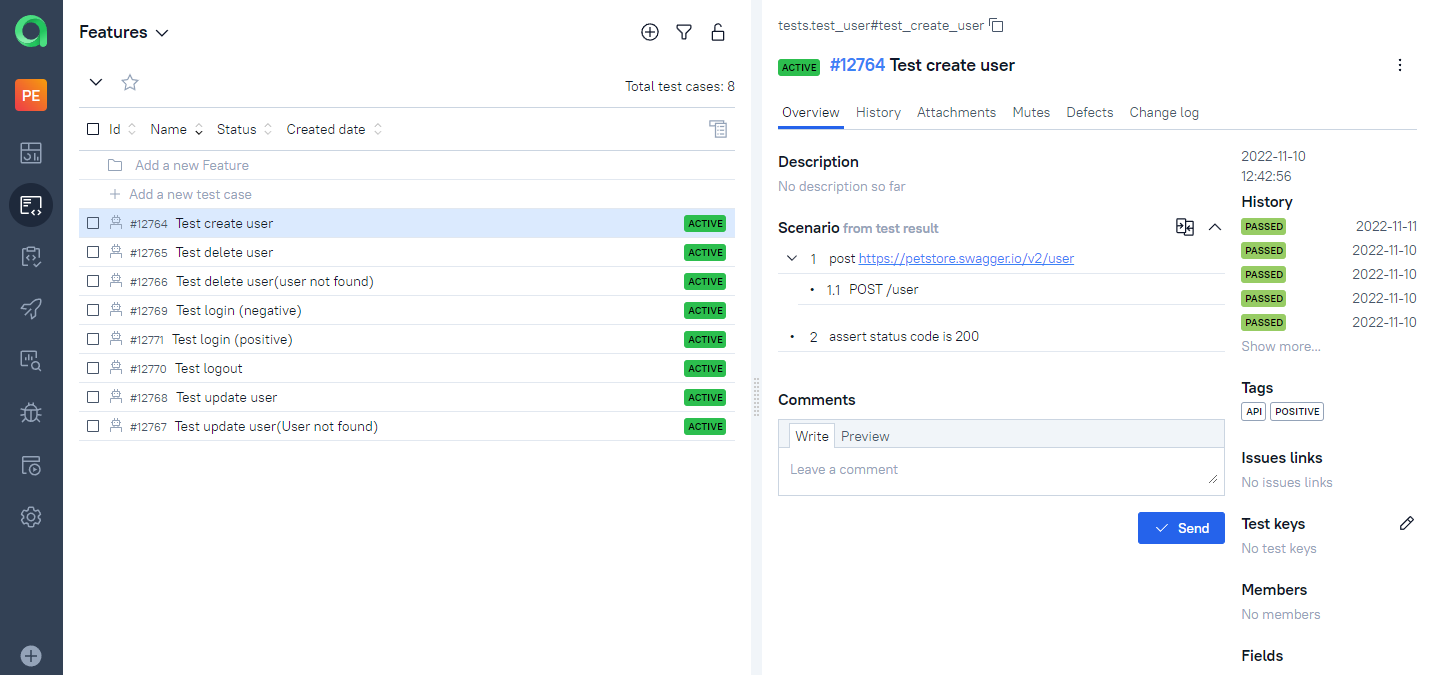 PE
Features
Total test cases: 8
Id Name Status Created date
Add a new Feature
Add a new test case
#12764 Test create user ACTIVE
#12765 Test delete user ACTIVE
#12766 Test delete user(user not found) ACTIVE
#12769 Test login (negative) ACTIVE
#12771 Test login (positive) ACTIVE
#12770 Test logout ACTIVE
#12768 Test update user ACTIVE
#12767 Test update user(User not found) ACTIVE
tests.test_user#test_create_user
ACTIVE #12764 Test create user
Overview History Attachments Mutes Defects Change log
Description
No description so far
Scenario from test result
1 post https://petstore.swagger.io/v2/user
1.1 POST /user
2 assert status code is 200
Comments
Write Preview
Leave a comment
Send
2022-11-10
12:42:56
History
PASSED 2022-11-11
PASSED 2022-11-10
PASSED 2022-11-10
PASSED 2022-11-10
PASSED 2022-11-10
Show more...
Tags
API POSITIVE
Issues links
No issues links
Test keys
No test keys
Members
No members
Fields